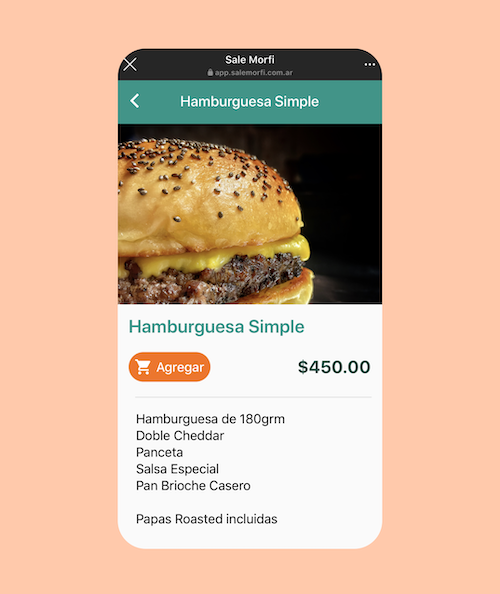 Sale Morfi
app.salemorfi.com.ar
Hamburguesa Simple
Hamburguesa Simple
Agregar
$450.00
Hamburguesa de 180grm
Doble Cheddar
Panceta
Salsa Especial
Pan Brioche Casero
Papas Roasted incluidas